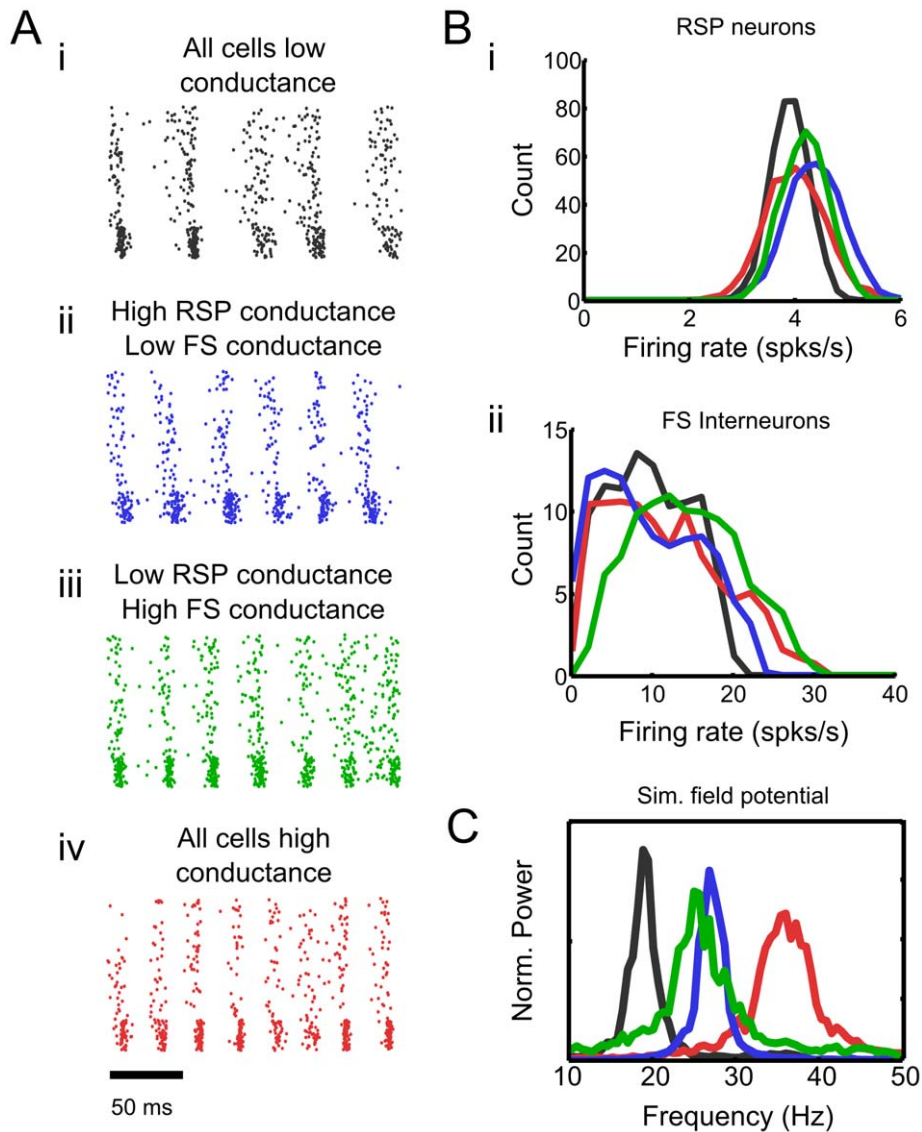 A
i
All cells low
conductance
ii
High RSP conductance
Low FS conductance
iii
Low RSP conductance
High FS conductance
iv
All cells high
conductance
50 ms
B
i
RSP neurons
100
80
60
40
20
0
Count
0 2 4 6
Firing rate (spks/s)
ii
FS Interneurons
15
10
5
0
Count
0 10 20 30 40
Firing rate (spks/s)
C
Sim. field potential
Norm. Power
10 20 30 40 50
Frequency (Hz)